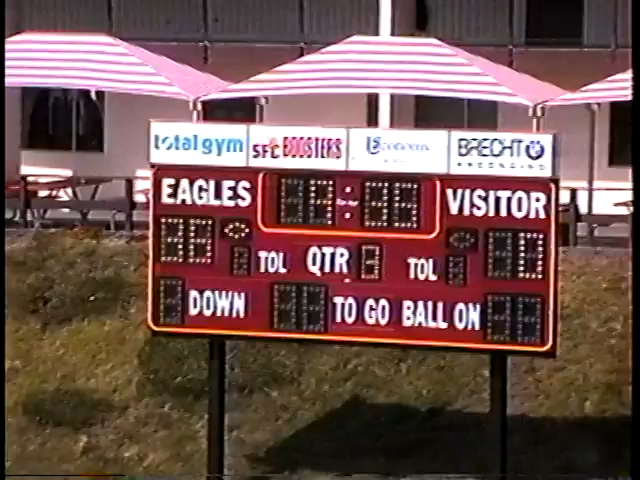 total gym SFC BOOSTERS BRECHT
EAGLES VISITOR
TOL QTR TOL
DOWN TO GO BALL ON